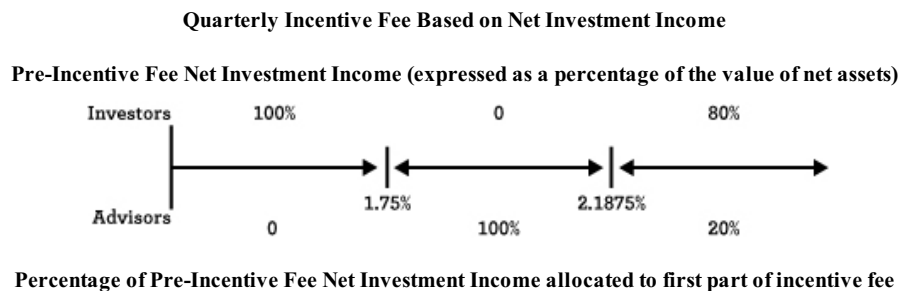 Quarterly Incentive Fee Based on Net Investment Income
Pre-Incentive Fee Net Investment Income (expressed as a percentage of the value of net assets)
Investors 100% 0 80%
1.75% 2.1875%
Advisors 0 100% 20%
Percentage of Pre-Incentive Fee Net Investment Income allocated to first part of incentive fee